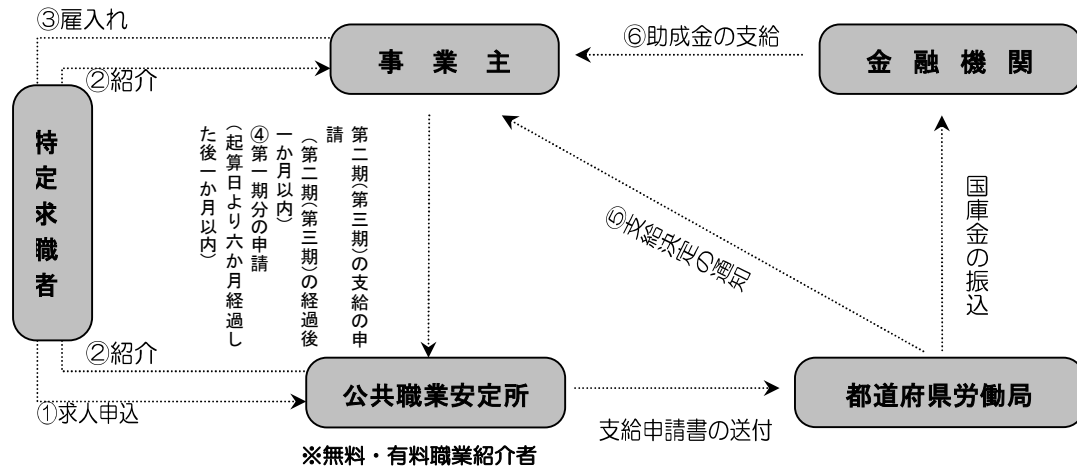 ③雇入れ
事業主
⑥助成金の支給
金融機関
②紹介
特定求職者
第二期(第三期)の支給の申
請
(第二期(第三期)の経過後
一か月以内)
④第一期分の申請
(起算日より六か月経過し
た後一か月以内)
⑤支給決定の通知
国庫金の振込
②紹介
公共職業安定所
都道府県労働局
①求人申込
支給申請書の送付
※無料・有料職業紹介者